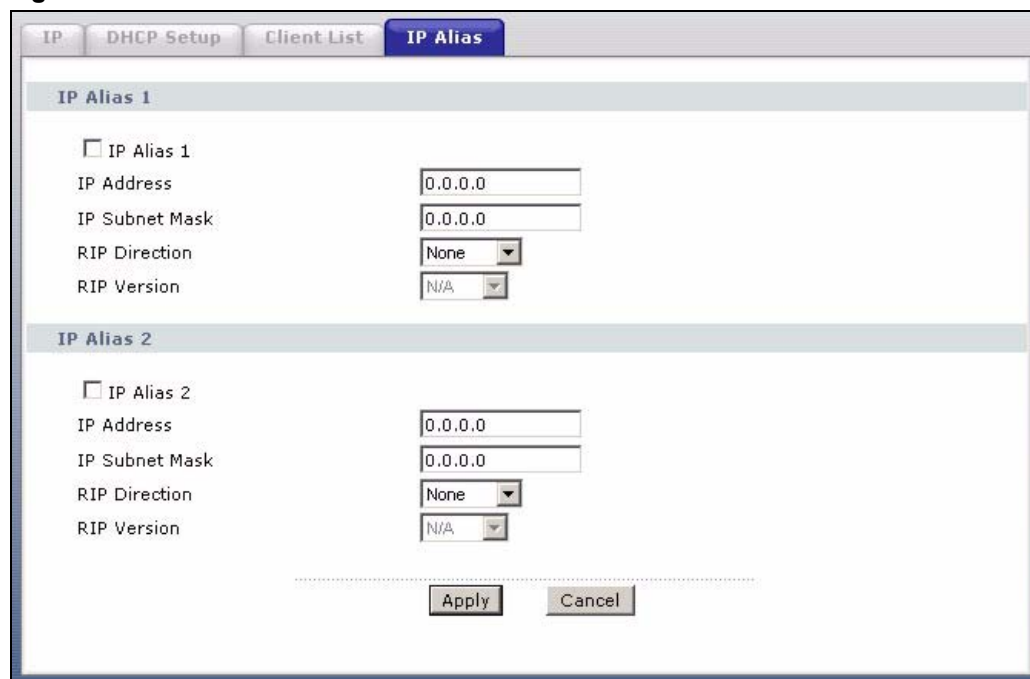 IP DHCP Setup Client List IP Alias
IP Alias 1
IP Alias 1
IP Address 0.0.0.0
IP Subnet Mask 0.0.0.0
RIP Direction None
RIP Version N/A
IP Alias 2
IP Alias 2
IP Address 0.0.0.0
IP Subnet Mask 0.0.0.0
RIP Direction None
RIP Version N/A
Apply Cancel